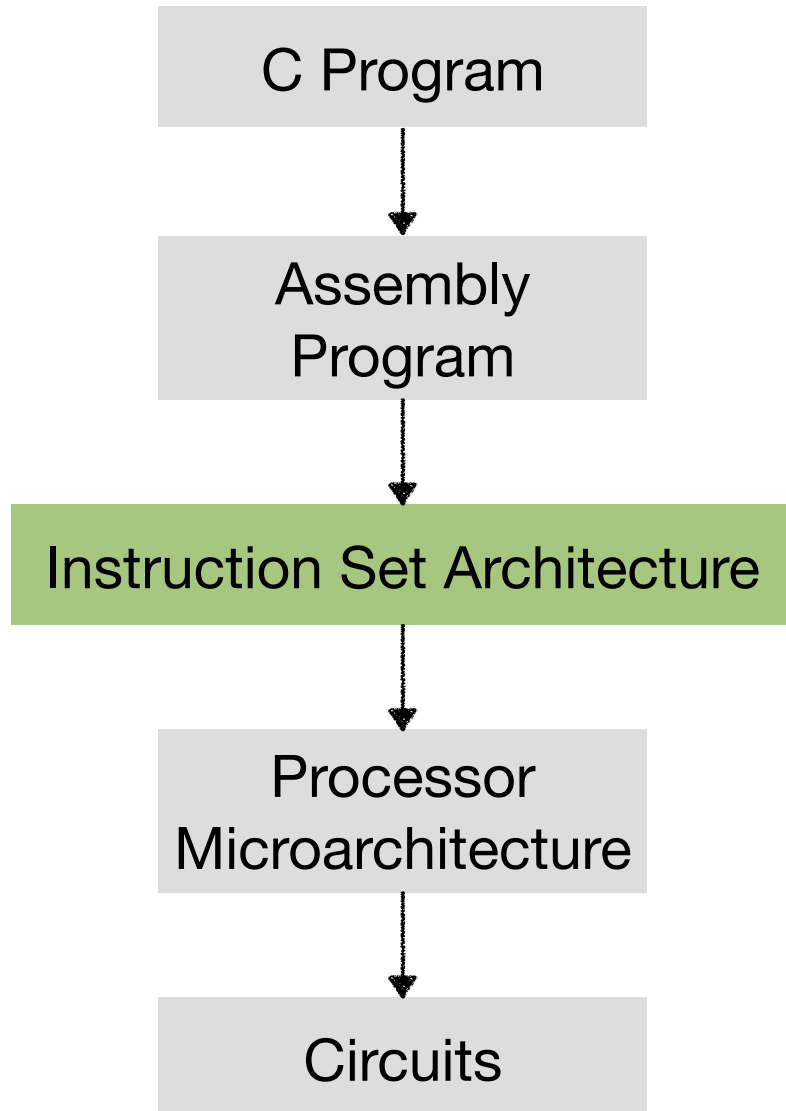 C Program
Assembly
Program
Instruction Set Architecture
Processor
Microarchitecture
Circuits